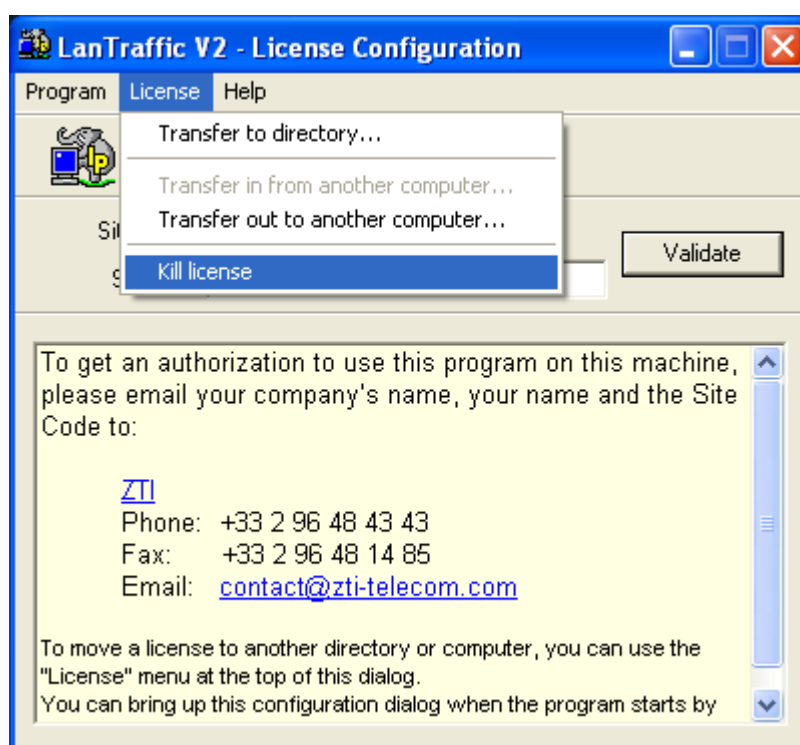 LanTraffic V2 - License Configuration
Program License Help
Transfer to directory...
Transfer in from another computer...
Transfer out to another computer...
Kill license
Validate
To get an authorization to use this program on this machine,
please email your company's name, your name and the Site
Code to:
ZTI
Phone: +33 2 96 48 43 43
Fax: +33 2 96 48 14 85
Email: contact@zti-telecom.com
To move a license to another directory or computer, you can use the
"License" menu at the top of this dialog.
You can bring up this configuration dialog when the program starts by